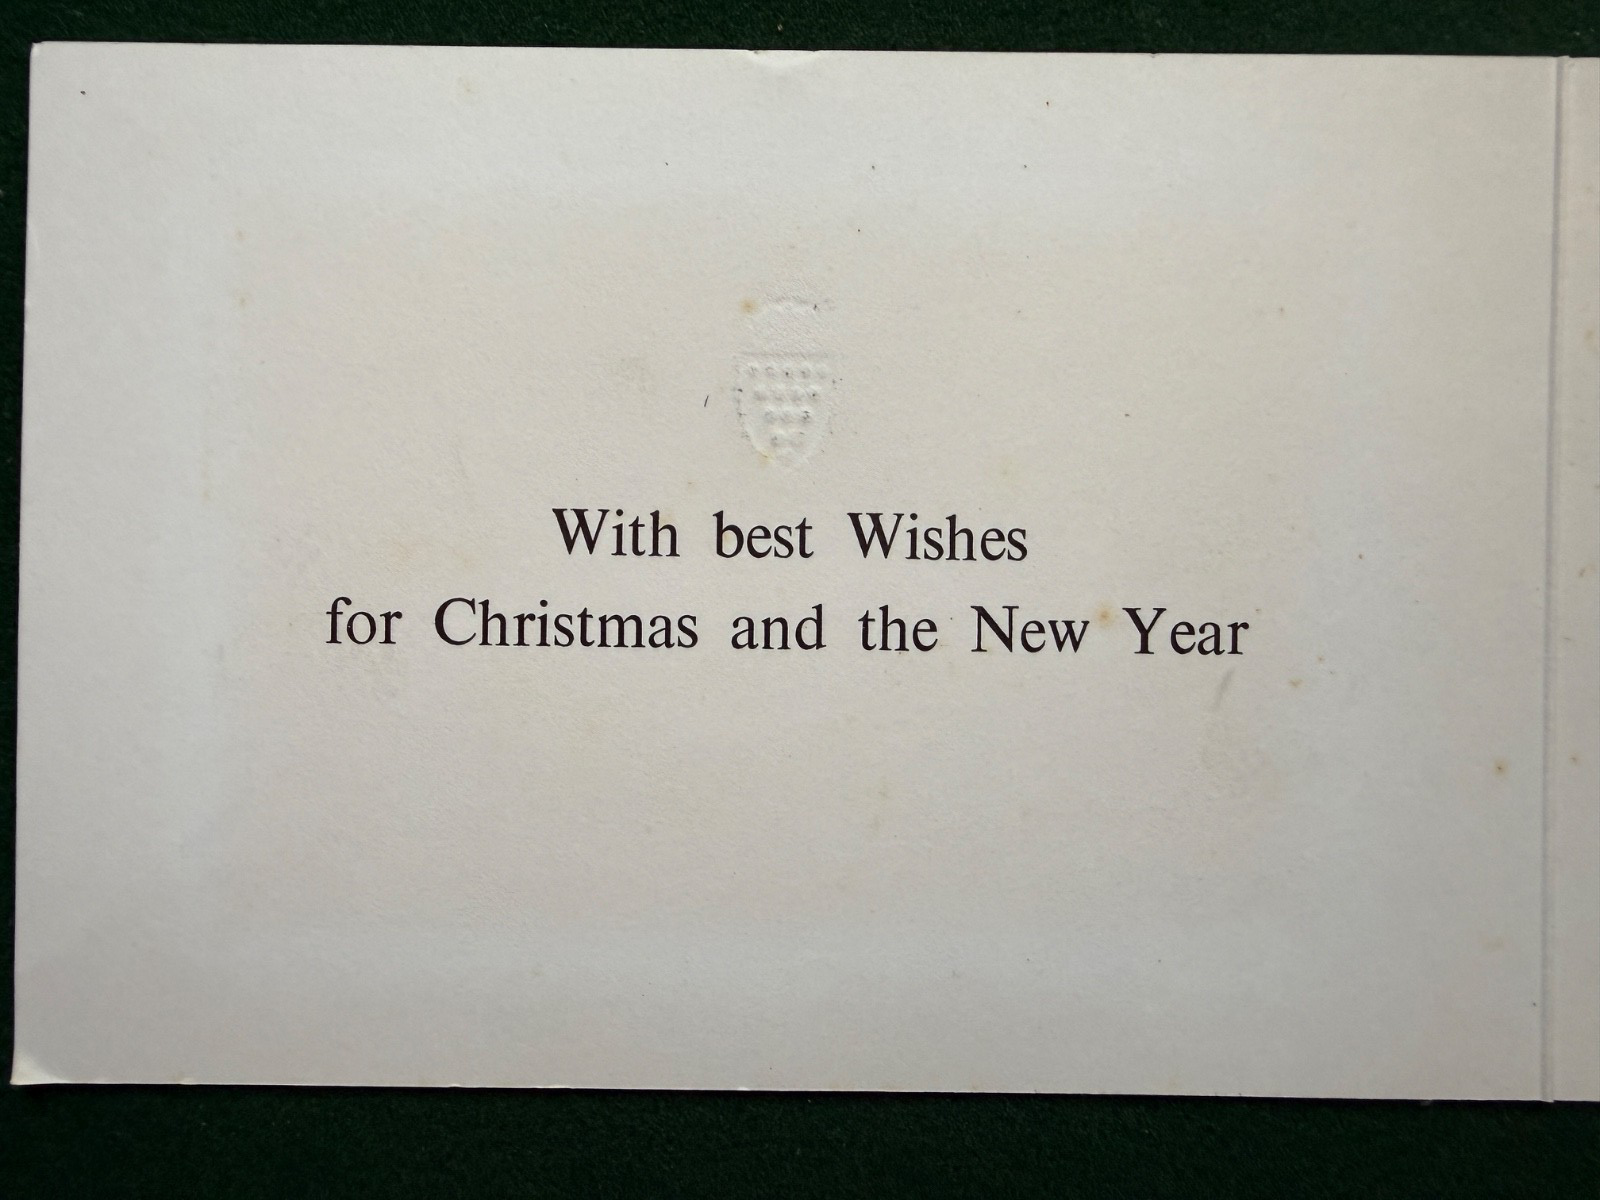 With best Wishes
for Christmas and the New Year